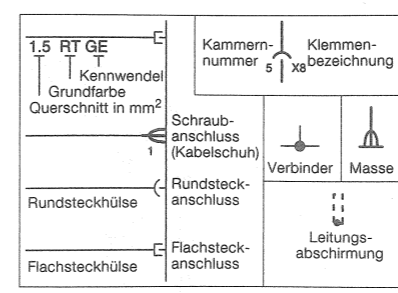 1.5 RT GE
Kennwendel
Grundfarbe
Querschnitt in mm²
Schraub-
anschluss
(Kabelschuh)
1
Rundsteckhülse
Rundsteck-
anschluss
Flachsteckhülse
Flachsteck-
anschluss
Kammern-
nummer
5
X8
Klemmen-
bezeichnung
Verbinder
Masse
Leitungs-
abschirmung